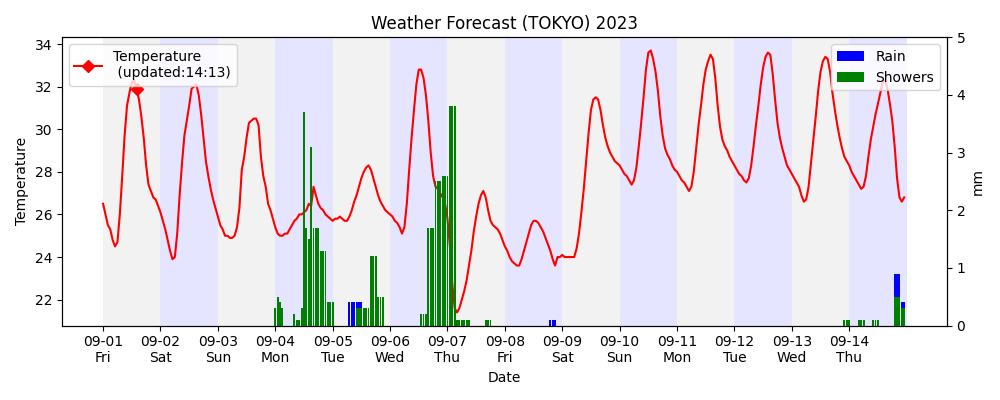 Weather Forecast (TOKYO) 2023
Temperature
(updated:14:13)
Rain
Showers
Temperature
34
32
30
28
26
24
22
5
4
3
2
1
0
mm
09-01 09-02 09-03 09-04 09-05 09-06 09-07 09-08 09-09 09-10 09-11 09-12 09-13 09-14
Fri Sat Sun Mon Tue Wed Thu Fri Sat Sun Mon Tue Wed Thu
Date